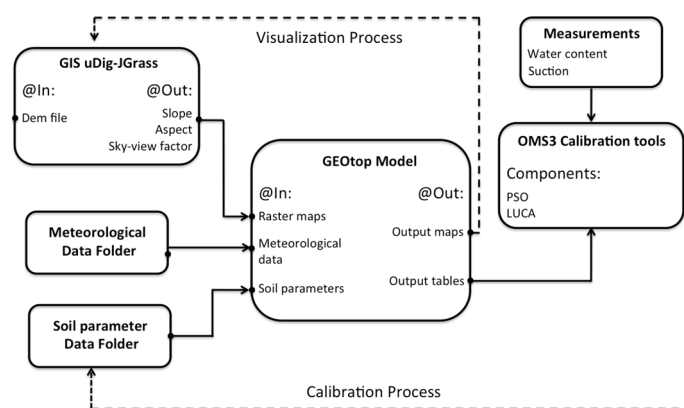 Visualization Process
GIS uDig-JGrass
@In:
@Out:
Dem file
Slope
Aspect
Sky-view factor
Measurements
Water content
Suction
OMS3 Calibration tools
Components:
PSO
LUCA
GEOtop Model
@In:
@Out:
Raster maps
Meteorological
data
Soil parameters
Output maps
Output tables
Meteorological
Data Folder
Soil parameter
Data Folder
Calibration Process